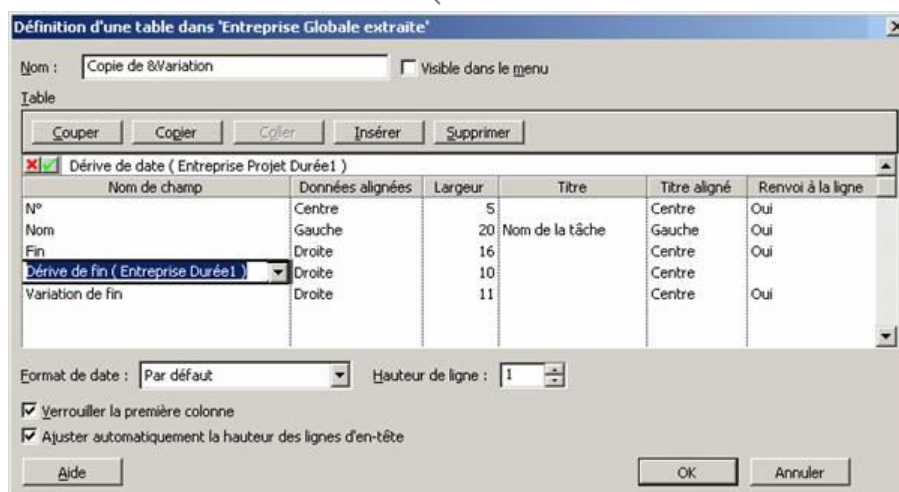 Définition d'une table dans 'Entreprise Globale extraite'
Nom : Copie de &Variation Visible dans le menu
Table
Couper Copier Coller Insérer Supprimer
Dérive de date ( Entreprise Projet Durée1 )
Nom de champ Données alignées Largeur Titre Titre aligné Renvoi à la ligne
N° Centre 5 Centre Oui
Nom Gauche 20 Nom de la tâche Gauche Oui
Fin Droite 16 Centre Oui
Dérive de fin ( Entreprise Durée1 ) Droite 10 Centre
Variation de fin Droite 11 Centre Oui
Format de date : Par défaut Hauteur de ligne : 1
Verrouiller la première colonne
Ajuster automatiquement la hauteur des lignes d'en-tête
Aide OK Annuler